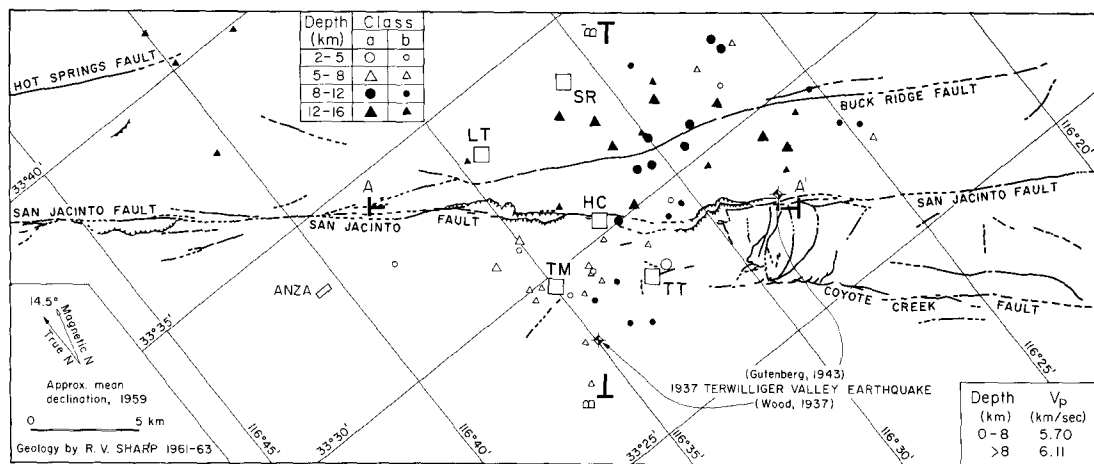 Depth (km) Class
a b
2-5
5-8
8-12
12-16
B̄
HOT SPRINGS FAULT
SR
BUCK RIDGE FAULT
LT
116°20'
33°40'
A
HC
A'
SAN JACINTO FAULT
SAN JACINTO FAULT
SAN JACINTO FAULT
TM
TT
ANZA
COYOTE CREEK FAULT
14.5°
Magnetic N
True N
33°35'
(Gutenberg, 1943)
1937 TERWILLIGER VALLEY EARTHQUAKE
(Wood, 1937)
116°25'
Approx. mean
declination, 1959
B
0 5 km
Geology by R. V. SHARP 1961-63
116°45'
33°30'
116°40'
33°25'
116°35'
116°30'
Depth Vp
(km) (km/sec)
0-8 5.70
>8 6.11